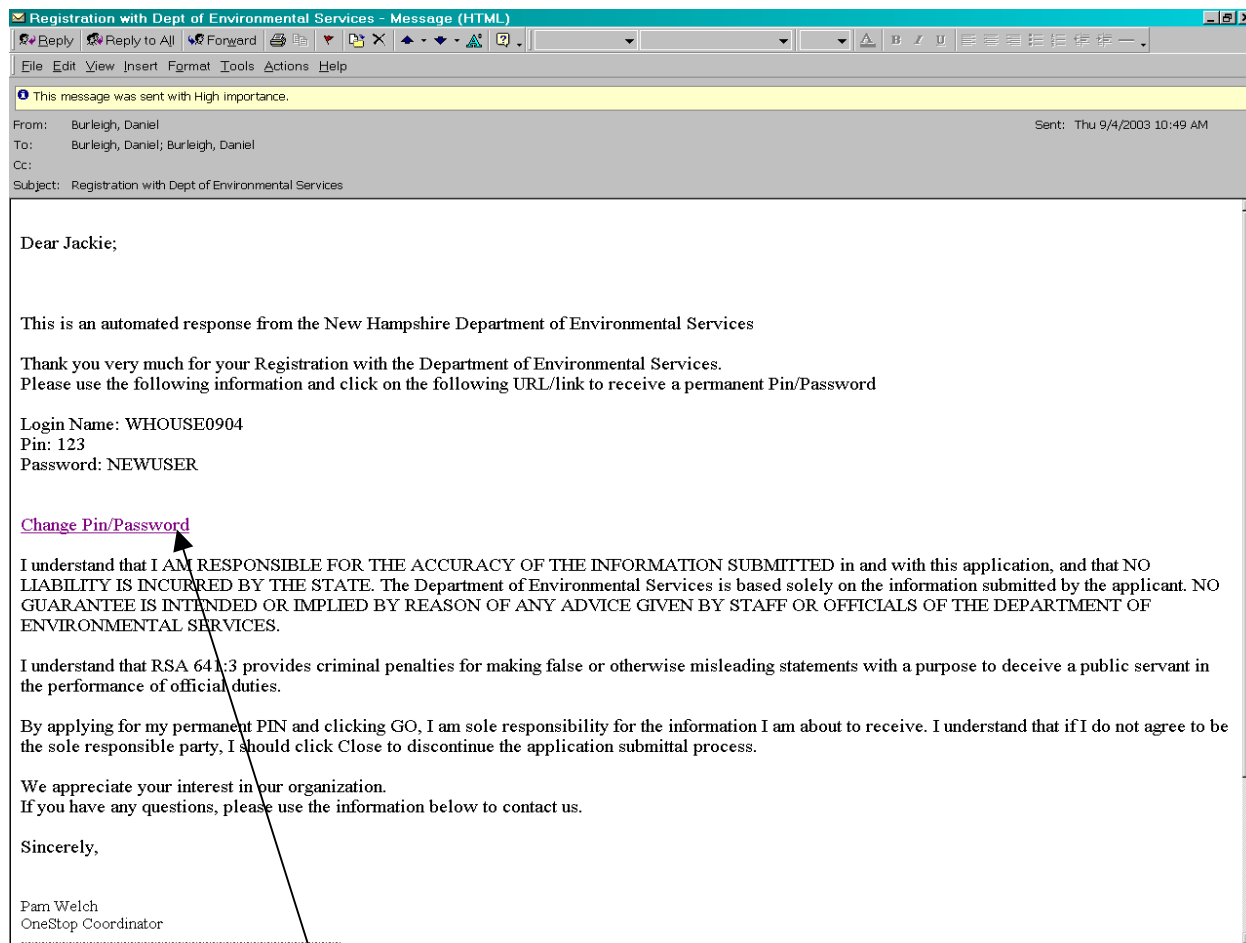 Registration with Dept of Environmental Services - Message (HTML)
Reply Reply to All Forward
File Edit View Insert Format Tools Actions Help
This message was sent with High importance.
From: Burleigh, Daniel Sent: Thu 9/4/2003 10:49 AM
To: Burleigh, Daniel; Burleigh, Daniel
Cc:
Subject: Registration with Dept of Environmental Services
Dear Jackie;
This is an automated response from the New Hampshire Department of Environmental Services
Thank you very much for your Registration with the Department of Environmental Services.
Please use the following information and click on the following URL/link to receive a permanent Pin/Password
Login Name: WHOUSE0904
Pin: 123
Password: NEWUSER
Change Pin/Password
I understand that I AM RESPONSIBLE FOR THE ACCURACY OF THE INFORMATION SUBMITTED in and with this application, and that NO
LIABILITY IS INCURRED BY THE STATE. The Department of Environmental Services is based solely on the information submitted by the applicant. NO
GUARANTEE IS INTENDED OR IMPLIED BY REASON OF ANY ADVICE GIVEN BY STAFF OR OFFICIALS OF THE DEPARTMENT OF
ENVIRONMENTAL SERVICES.
I understand that RSA 641:3 provides criminal penalties for making false or otherwise misleading statements with a purpose to deceive a public servant in
the performance of official duties.
By applying for my permanent PIN and clicking GO, I am sole responsibility for the information I am about to receive. I understand that if I do not agree to be
the sole responsible party, I should click Close to discontinue the application submittal process.
We appreciate your interest in our organization.
If you have any questions, please use the information below to contact us.
Sincerely,
Pam Welch
OneStop Coordinator